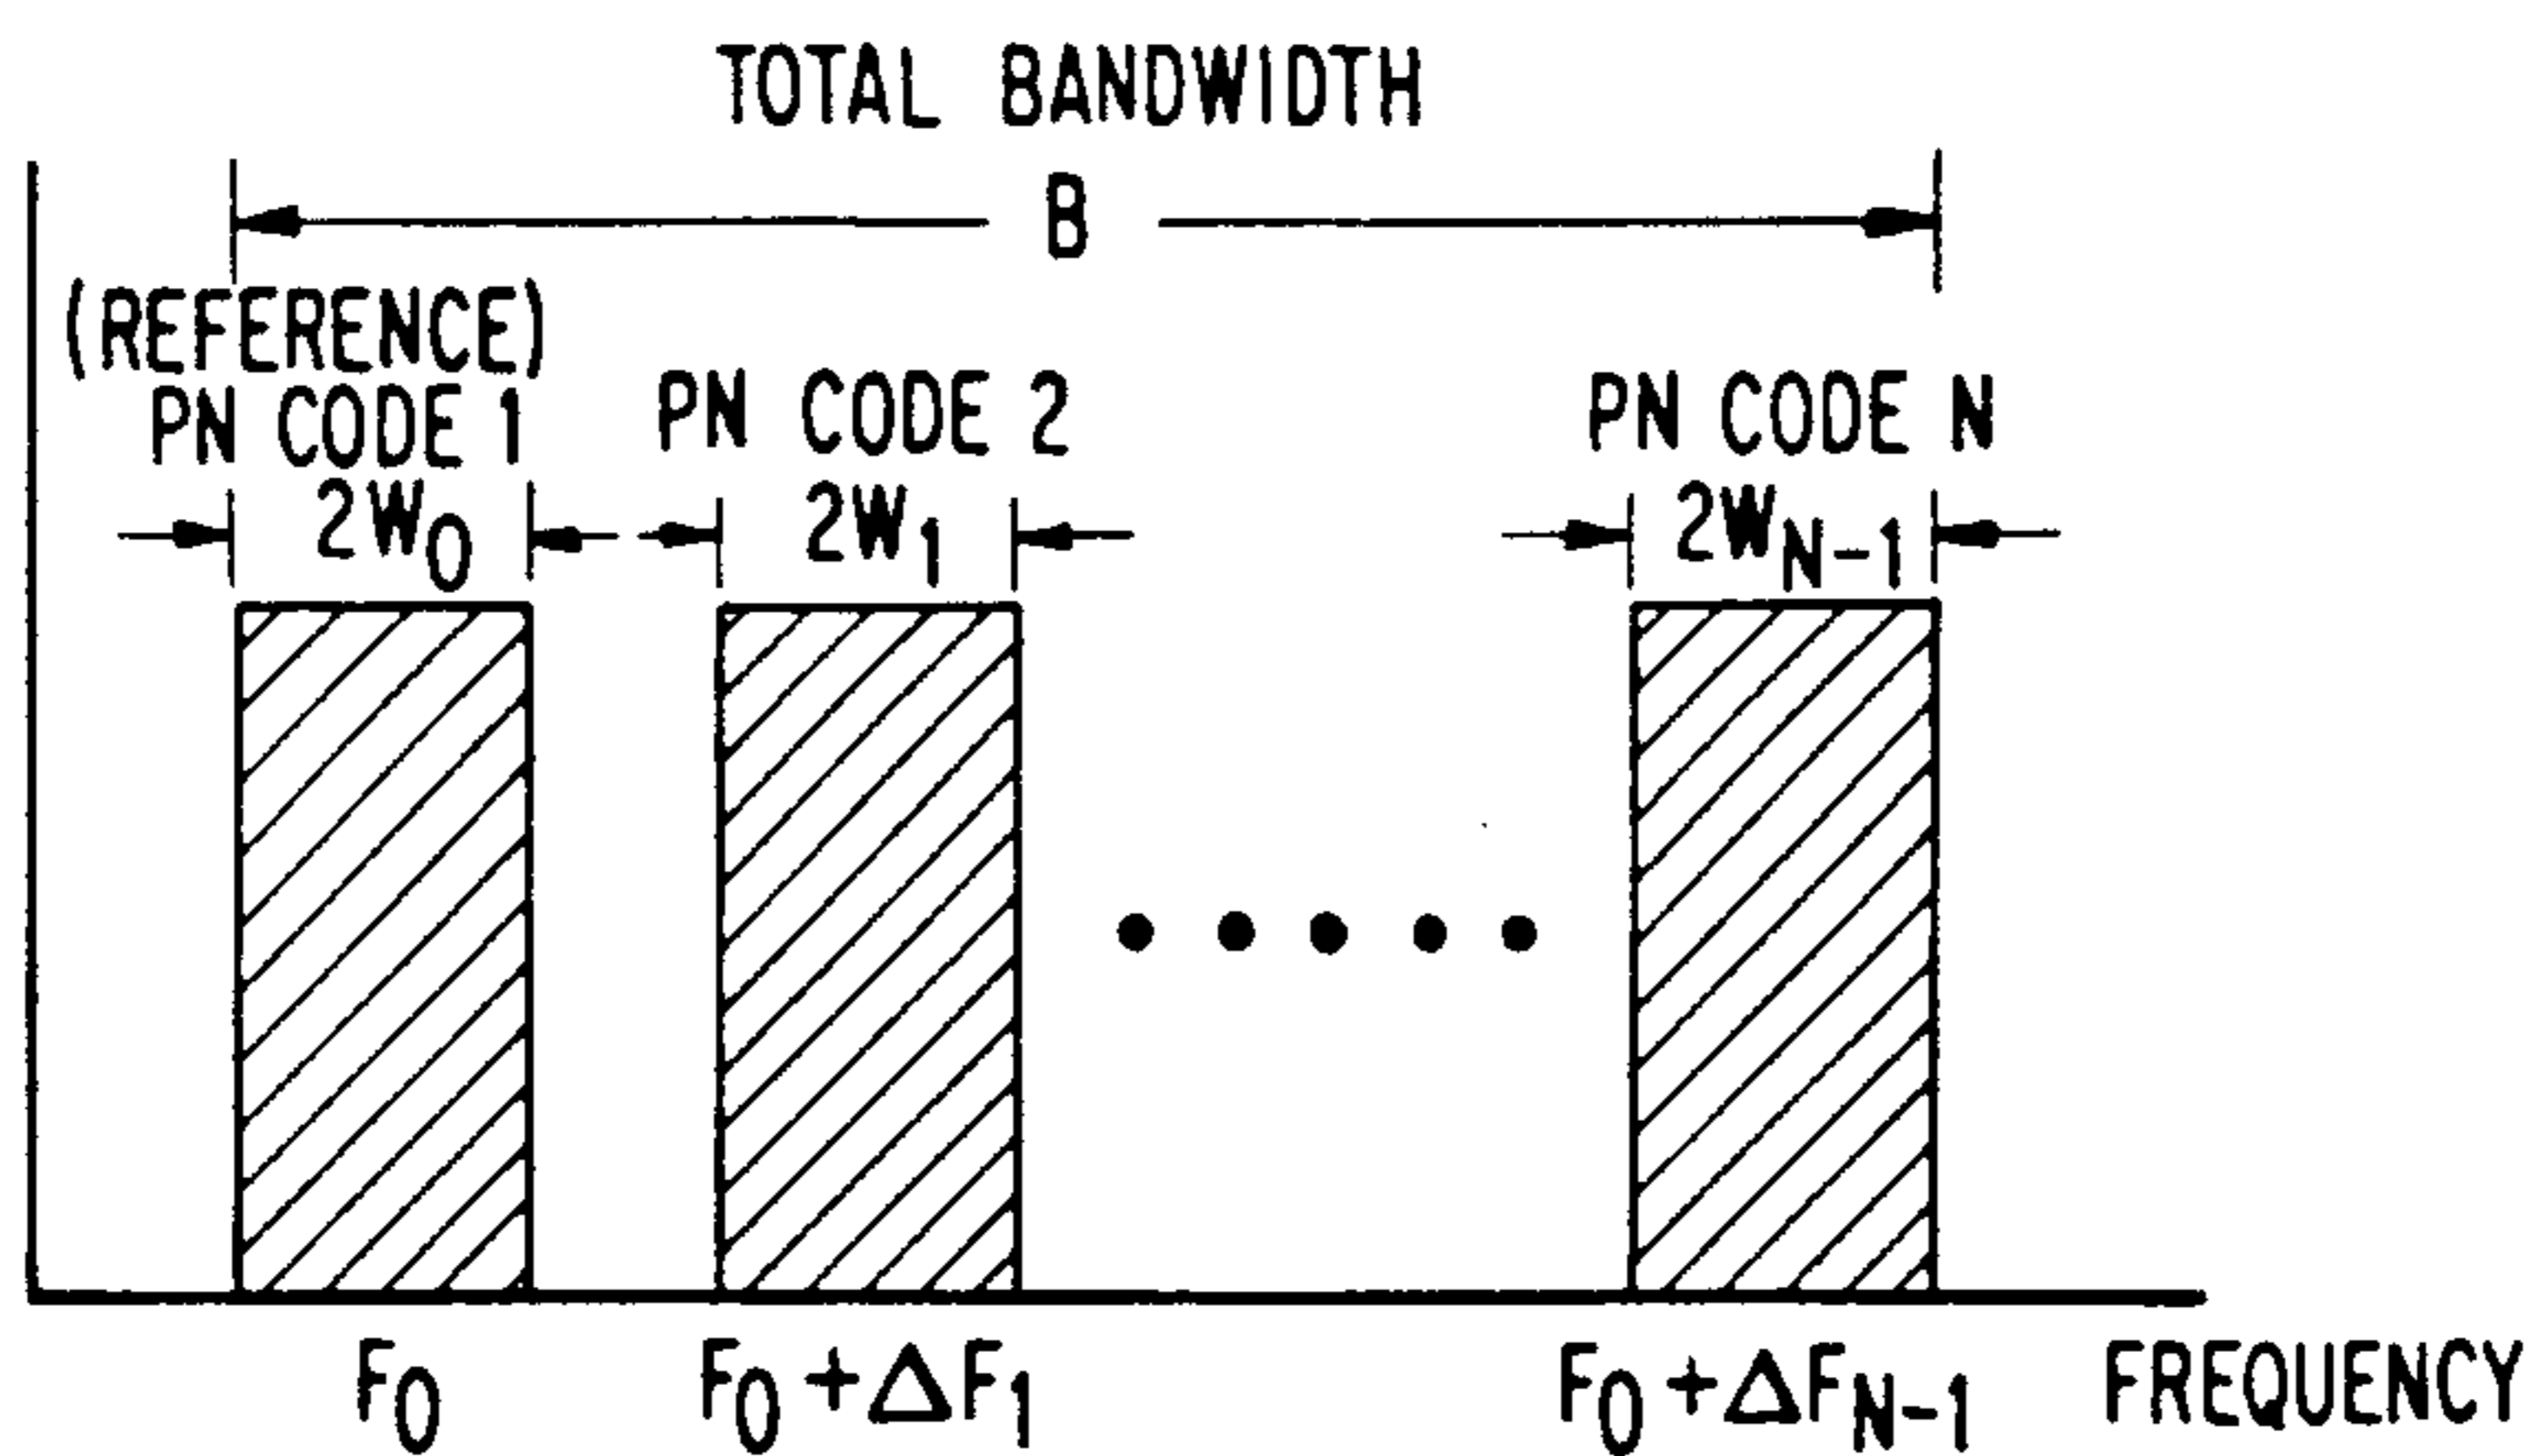 TOTAL BANDWIDTH
B
(REFERENCE)
PN CODE 1
2W0
PN CODE 2
2W1
PN CODE N
2WN-1
F0
F0+ΔF1
F0+ΔFN-1
FREQUENCY